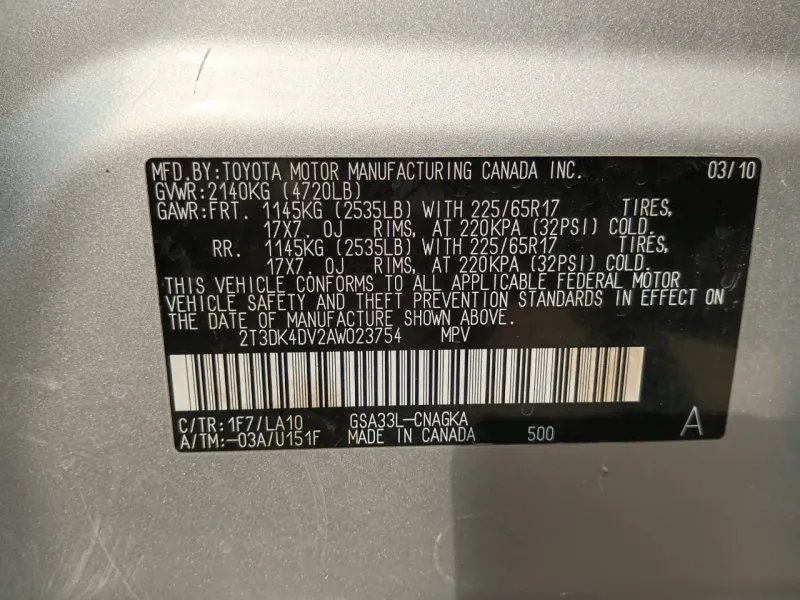 MFD.BY:TOYOTA MOTOR MANUFACTURING CANADA INC. 03/10
GVWR:2140KG (4720LB)
GAWR:FRT. 1145KG (2535LB) WITH 225/65R17 TIRES,
17X7.0J RIMS, AT 220KPA (32PSI) COLD.
RR. 1145KG (2535LB) WITH 225/65R17 TIRES,
17X7.0J RIMS, AT 220KPA (32PSI) COLD.
THIS VEHICLE CONFORMS TO ALL APPLICABLE FEDERAL MOTOR
VEHICLE SAFETY AND THEFT PREVENTION STANDARDS IN EFFECT ON
THE DATE OF MANUFACTURE SHOWN ABOVE.
2T3DK4DV2AW023754 MPV
C/TR:1F7/LA10 GSA33L-CNAGKA
A/TM:-03A/U151F MADE IN CANADA 500 A